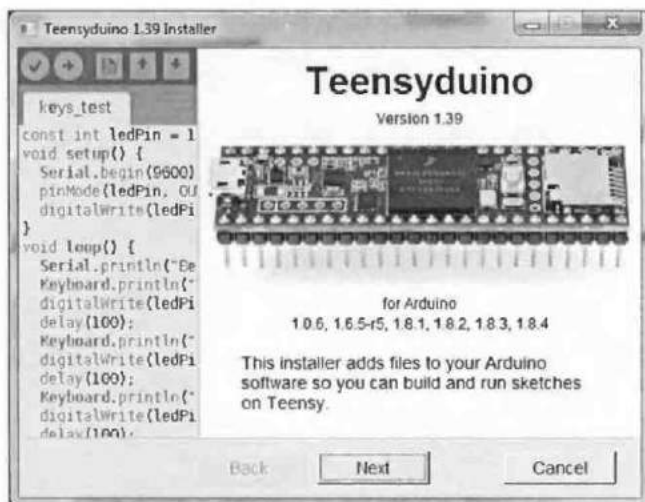 Teensyduino 1.39 Installer
keys_test
const int ledPin = 1
void setup() {
Serial.begin(9600)
pinMode(ledPin, OU
digitalWrite(ledPi
}
void loop() {
Serial.println("Be
Keyboard.println("
digitalWrite(ledPi
delay(100);
Keyboard.println("
digitalWrite(ledPi
delay(100);
Keyboard.println("
digitalWrite(ledPi
delay(100);
Teensyduino
Version 1.39
for Arduino
1.0.6, 1.6.5-r5, 1.8.1, 1.8.2, 1.8.3, 1.8.4
This installer adds files to your Arduino
software so you can build and run sketches
on Teensy.
Back
Next
Cancel